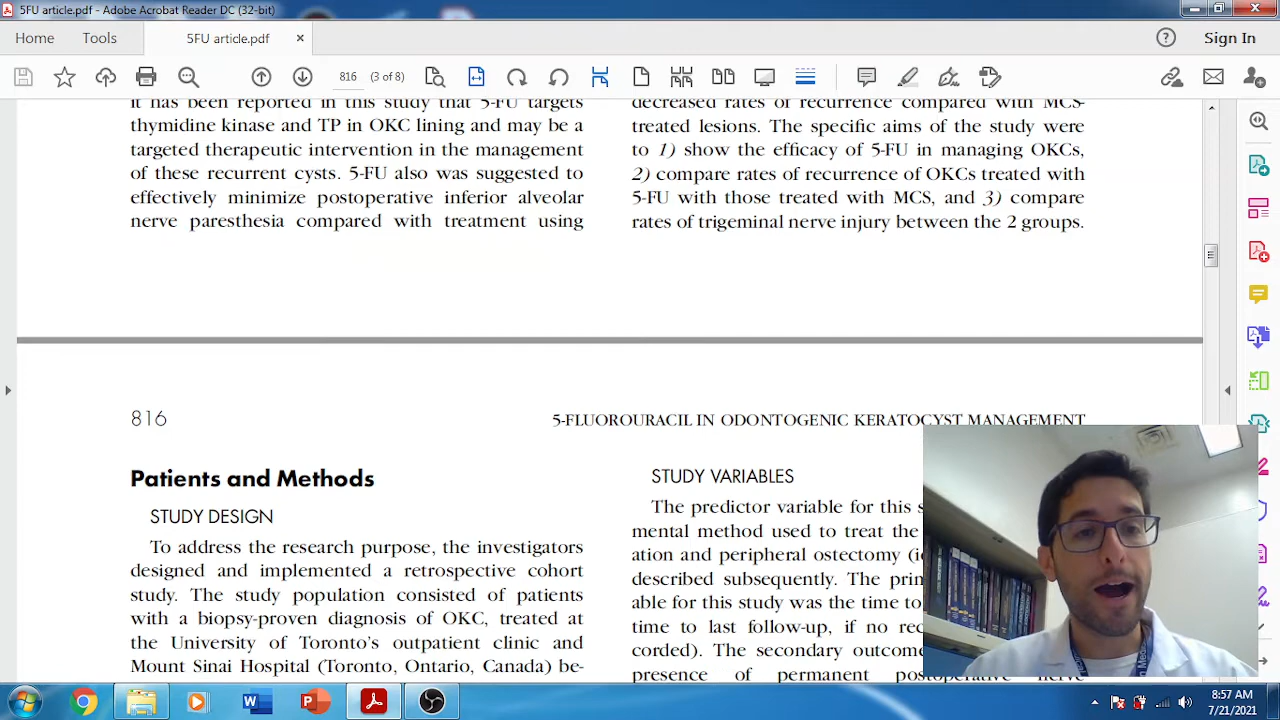 5FU article.pdf - Adobe Acrobat Reader DC (32-bit)
Home
Tools
5FU article.pdf
Sign In
816
(3 of 8)
It has been reported in this study that 5-FU targets
thymidine kinase and TP in OKC lining and may be a
targeted therapeutic intervention in the management
of these recurrent cysts. 5-FU also was suggested to
effectively minimize postoperative inferior alveolar
nerve paresthesia compared with treatment using
decreased rates of recurrence compared with MCS-
treated lesions. The specific aims of the study were
to 1) show the efficacy of 5-FU in managing OKCs,
2) compare rates of recurrence of OKCs treated with
5-FU with those treated with MCS, and 3) compare
rates of trigeminal nerve injury between the 2 groups.
816
5-FLUOROURACIL IN ODONTOGENIC KERATOCYST MANAGEMENT
Patients and Methods
STUDY DESIGN
To address the research purpose, the investigators
designed and implemented a retrospective cohort
study. The study population consisted of patients
with a biopsy-proven diagnosis of OKC, treated at
the University of Toronto's outpatient clinic and
Mount Sinai Hospital (Toronto, Ontario, Canada) be-
STUDY VARIABLES
The predictor variable for this s
mental method used to treat the
ation and peripheral ostectomy (ie
described subsequently. The prin
able for this study was the time to
time to last follow-up, if no rec
corded). The secondary outcome
presence of permanent postoperative nerve
8:57 AM
7/21/2021